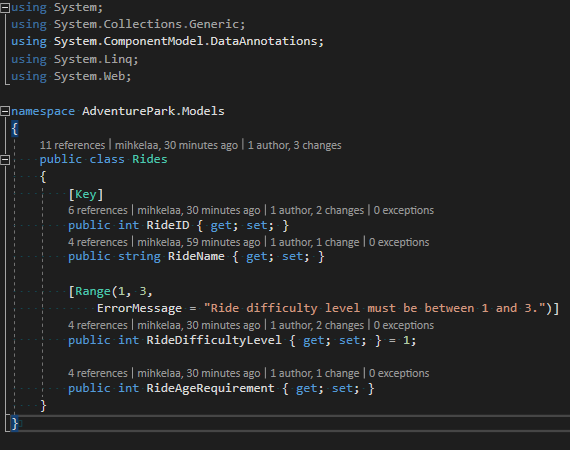 using System;
using System.Collections.Generic;
using System.ComponentModel.DataAnnotations;
using System.Linq;
using System.Web;
namespace AdventurePark.Models
{
11 references | mihkelaa, 30 minutes ago | 1 author, 3 changes
public class Rides
{
[Key]
6 references | mihkelaa, 30 minutes ago | 1 author, 2 changes | 0 exceptions
public int RideID { get; set; }
4 references | mihkelaa, 59 minutes ago | 1 author, 1 change | 0 exceptions
public string RideName { get; set; }
[Range(1, 3,
ErrorMessage = "Ride difficulty level must be between 1 and 3.")]
4 references | mihkelaa, 30 minutes ago | 1 author, 2 changes | 0 exceptions
public int RideDifficultyLevel { get; set; } = 1;
4 references | mihkelaa, 30 minutes ago | 1 author, 1 change | 0 exceptions
public int RideAgeRequirement { get; set; }
}
}